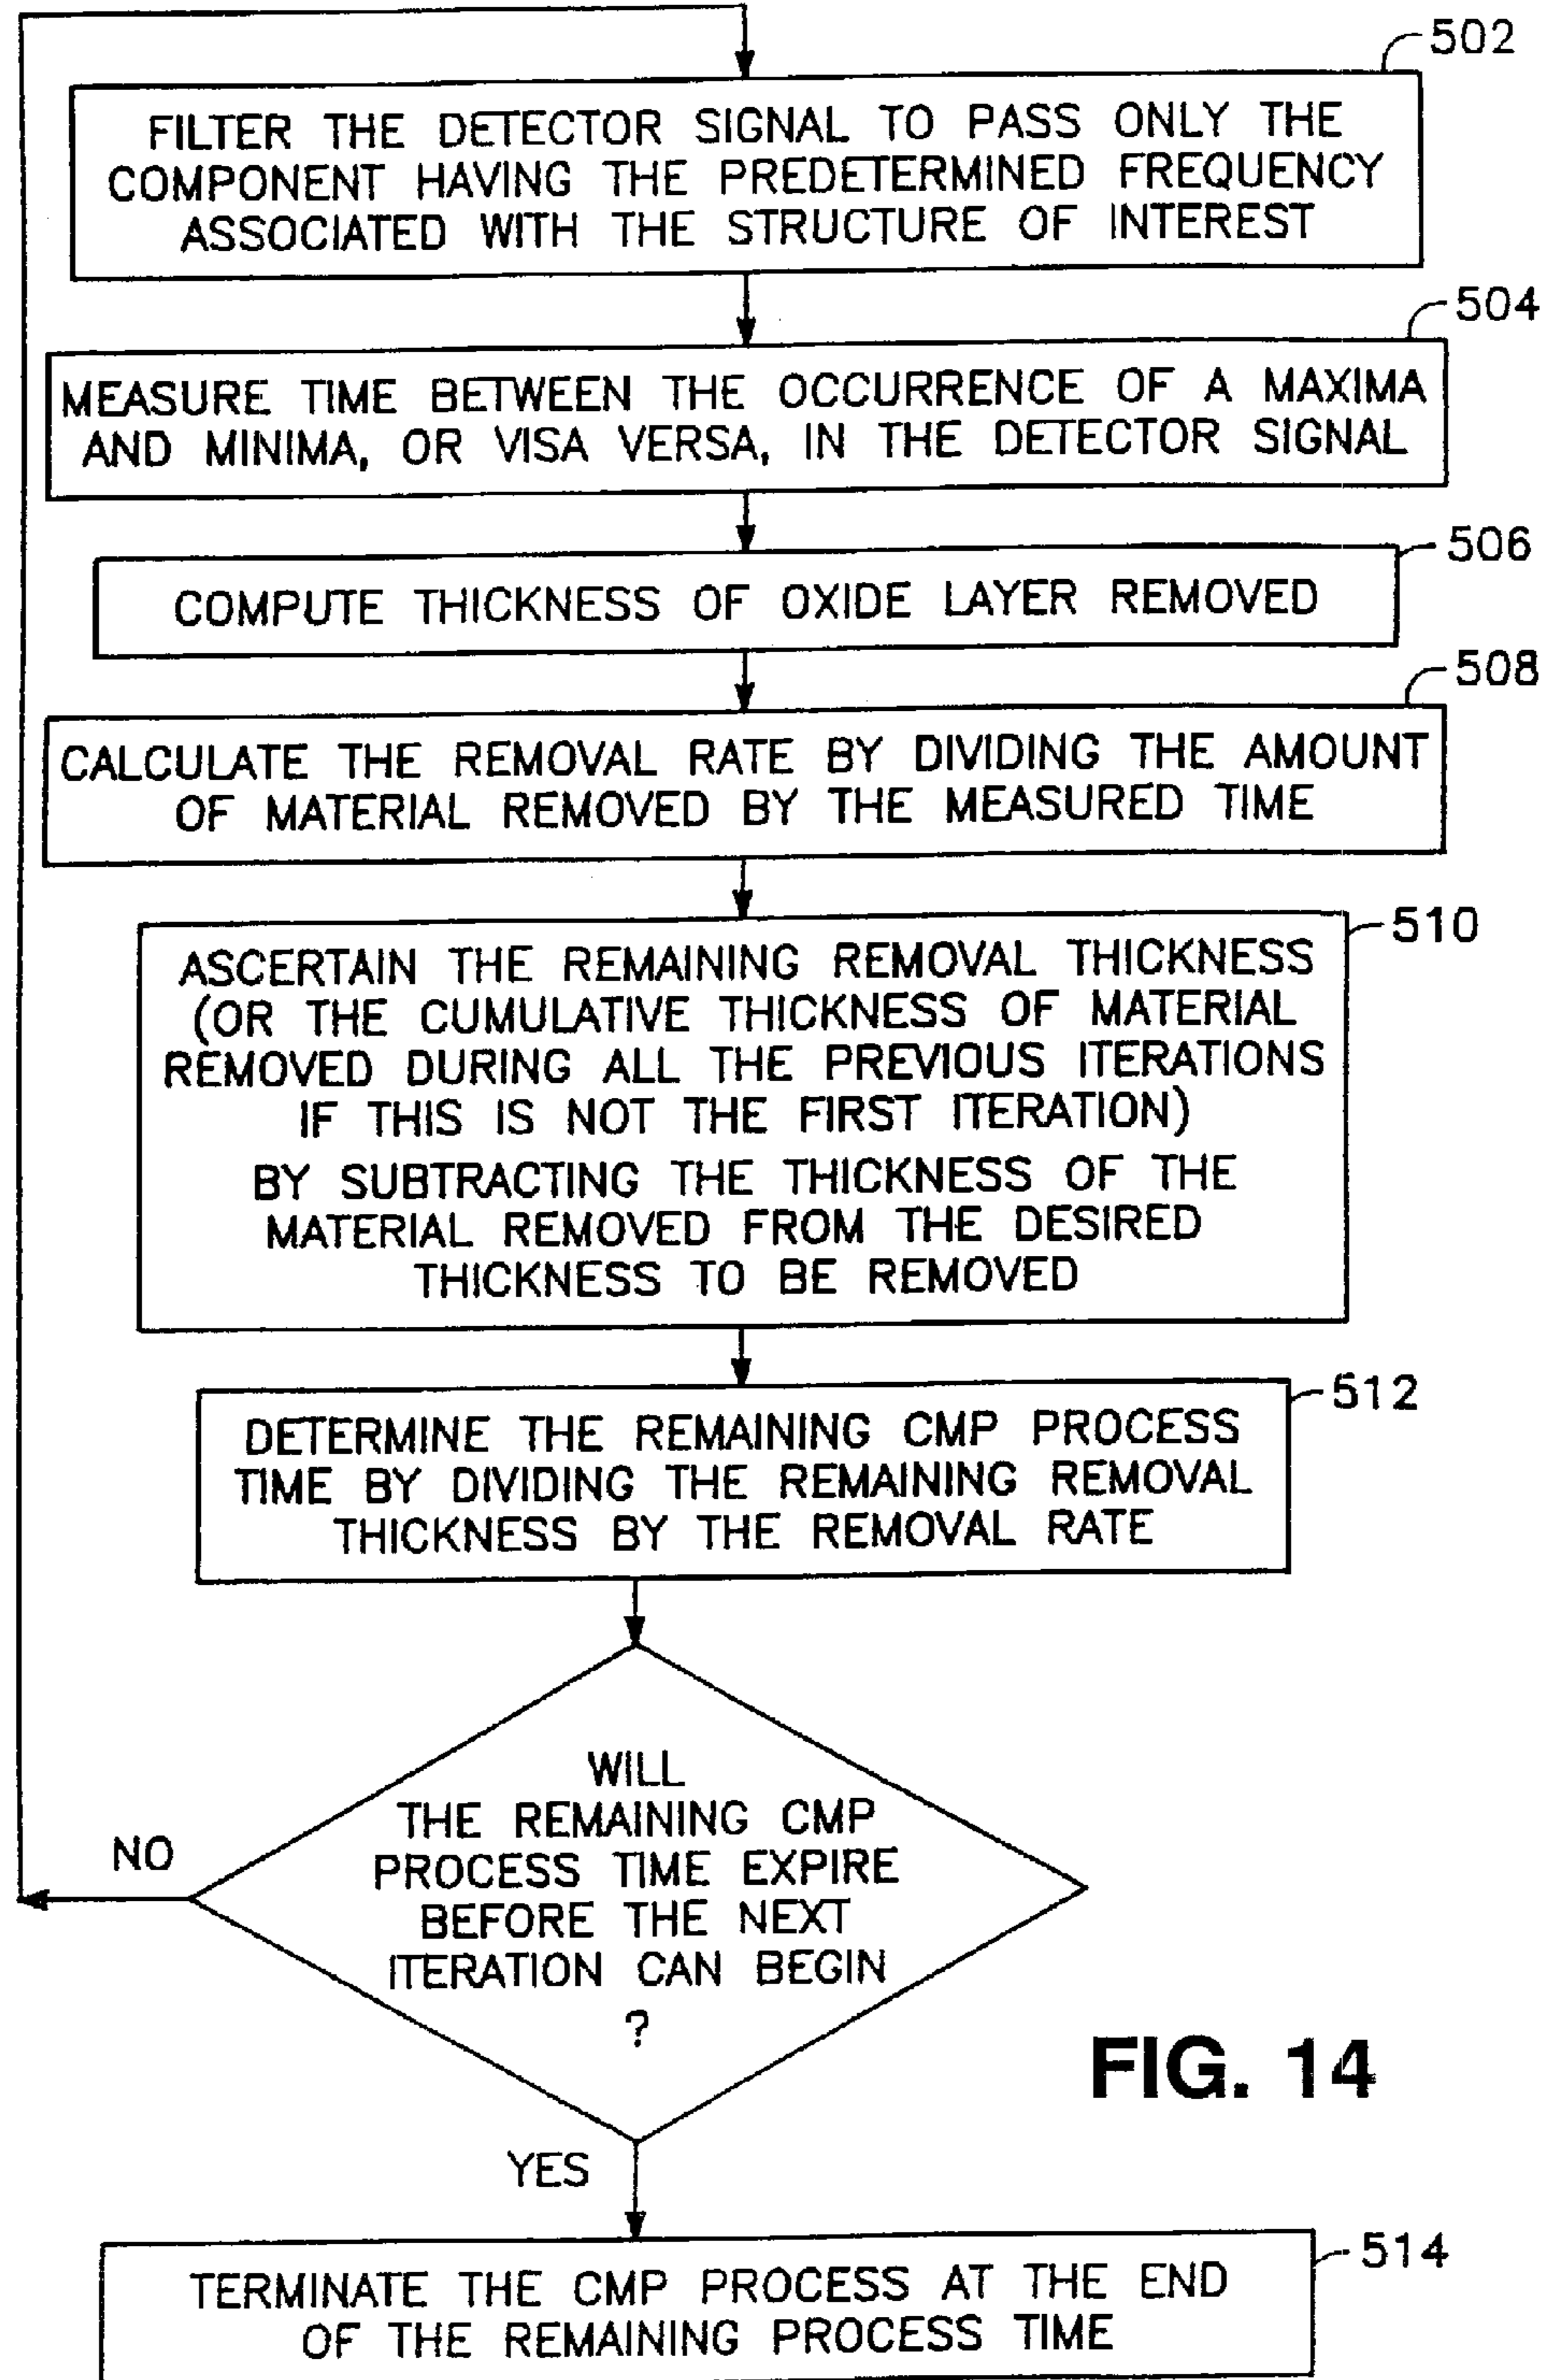 502
FILTER THE DETECTOR SIGNAL TO PASS ONLY THE
COMPONENT HAVING THE PREDETERMINED FREQUENCY
ASSOCIATED WITH THE STRUCTURE OF INTEREST
504
MEASURE TIME BETWEEN THE OCCURRENCE OF A MAXIMA
AND MINIMA, OR VISA VERSA, IN THE DETECTOR SIGNAL
506
COMPUTE THICKNESS OF OXIDE LAYER REMOVED
508
CALCULATE THE REMOVAL RATE BY DIVIDING THE AMOUNT
OF MATERIAL REMOVED BY THE MEASURED TIME
510
ASCERTAIN THE REMAINING REMOVAL THICKNESS
(OR THE CUMULATIVE THICKNESS OF MATERIAL
REMOVED DURING ALL THE PREVIOUS ITERATIONS
IF THIS IS NOT THE FIRST ITERATION)
BY SUBTRACTING THE THICKNESS OF THE
MATERIAL REMOVED FROM THE DESIRED
THICKNESS TO BE REMOVED
512
DETERMINE THE REMAINING CMP PROCESS
TIME BY DIVIDING THE REMAINING REMOVAL
THICKNESS BY THE REMOVAL RATE
WILL
THE REMAINING CMP
PROCESS TIME EXPIRE
BEFORE THE NEXT
ITERATION CAN BEGIN
?
NO
FIG. 14
YES
514
TERMINATE THE CMP PROCESS AT THE END
OF THE REMAINING PROCESS TIME